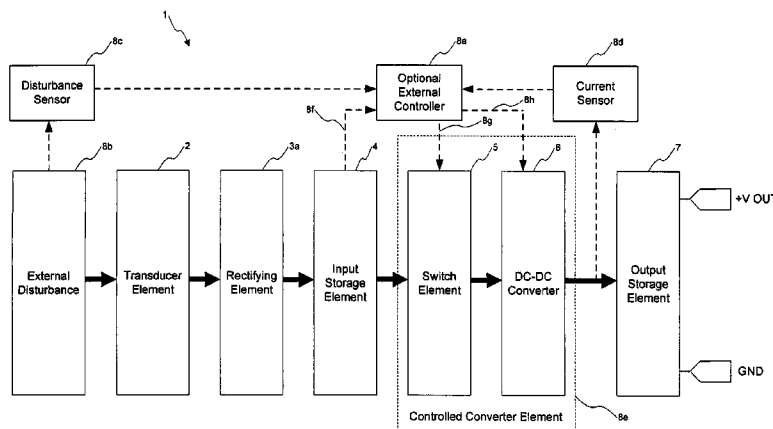 1
8c
8a
8d
Disturbance
Sensor
Optional
External
Controller
Current
Sensor
8f
8g
8h
8b
2
3a
4
5
6
7
External
Disturbance
Transducer
Element
Rectifying
Element
Input
Storage
Element
Switch
Element
DC-DC
Converter
Output
Storage
Element
+V OUT
GND
Controlled Converter Element
8e